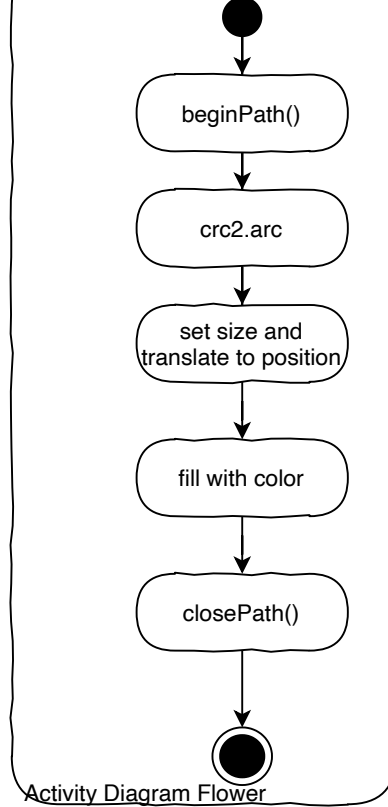 beginPath()
crc2.arc
set size and
translate to position
fill with color
closePath()
Activity Diagram Flower